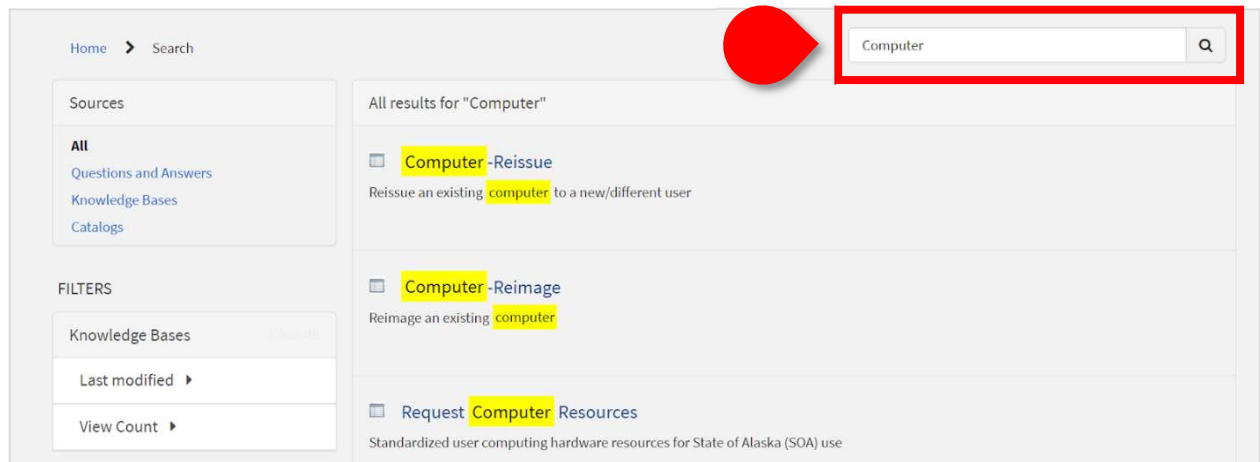 Home > Search
Computer
Sources
All
Questions and Answers
Knowledge Bases
Catalogs
FILTERS
Knowledge Bases
Last modified
View Count
All results for "Computer"
Computer-Reissue
Reissue an existing computer to a new/different user
Computer-Reimage
Reimage an existing computer
Request Computer Resources
Standardized user computing hardware resources for State of Alaska (SOA) use